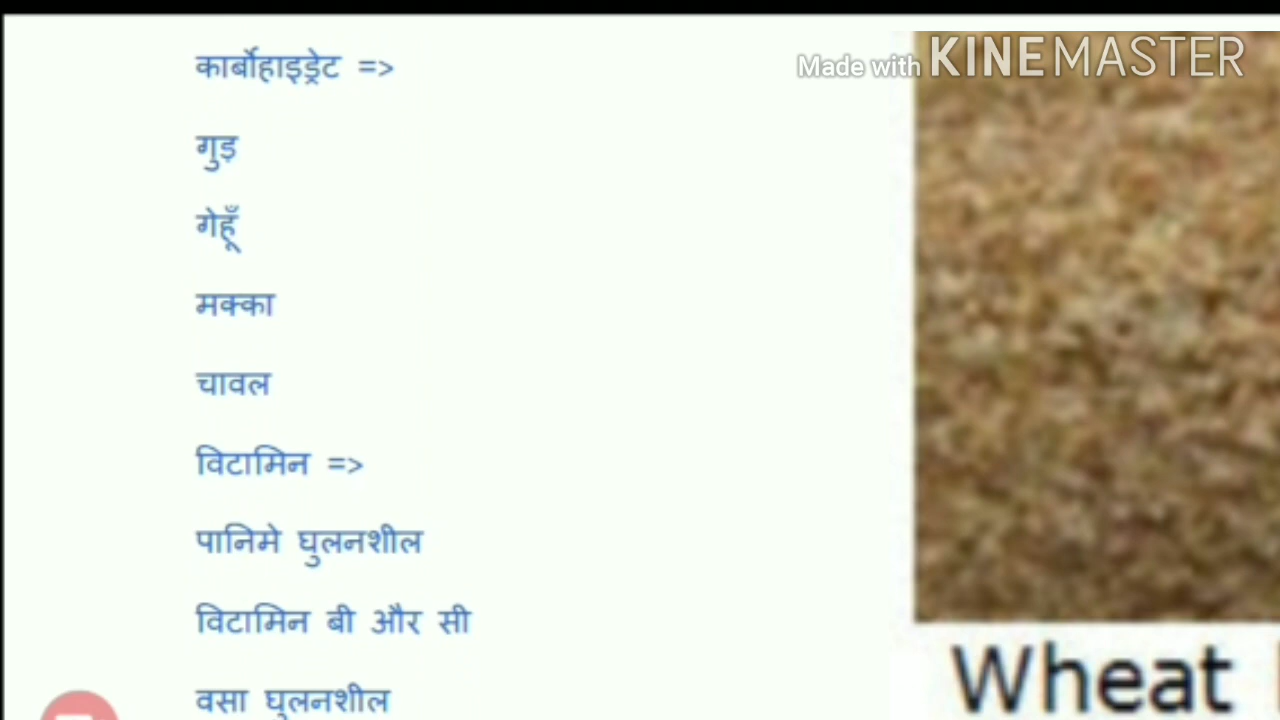 कार्बोहाइड्रेट =>
Made with KINEMASTER
गुड़
गेहूँ
मक्का
चावल
विटामिन =>
पानिमे घुलनशील
विटामिन बी और सी
वसा घुलनशील
Wheat